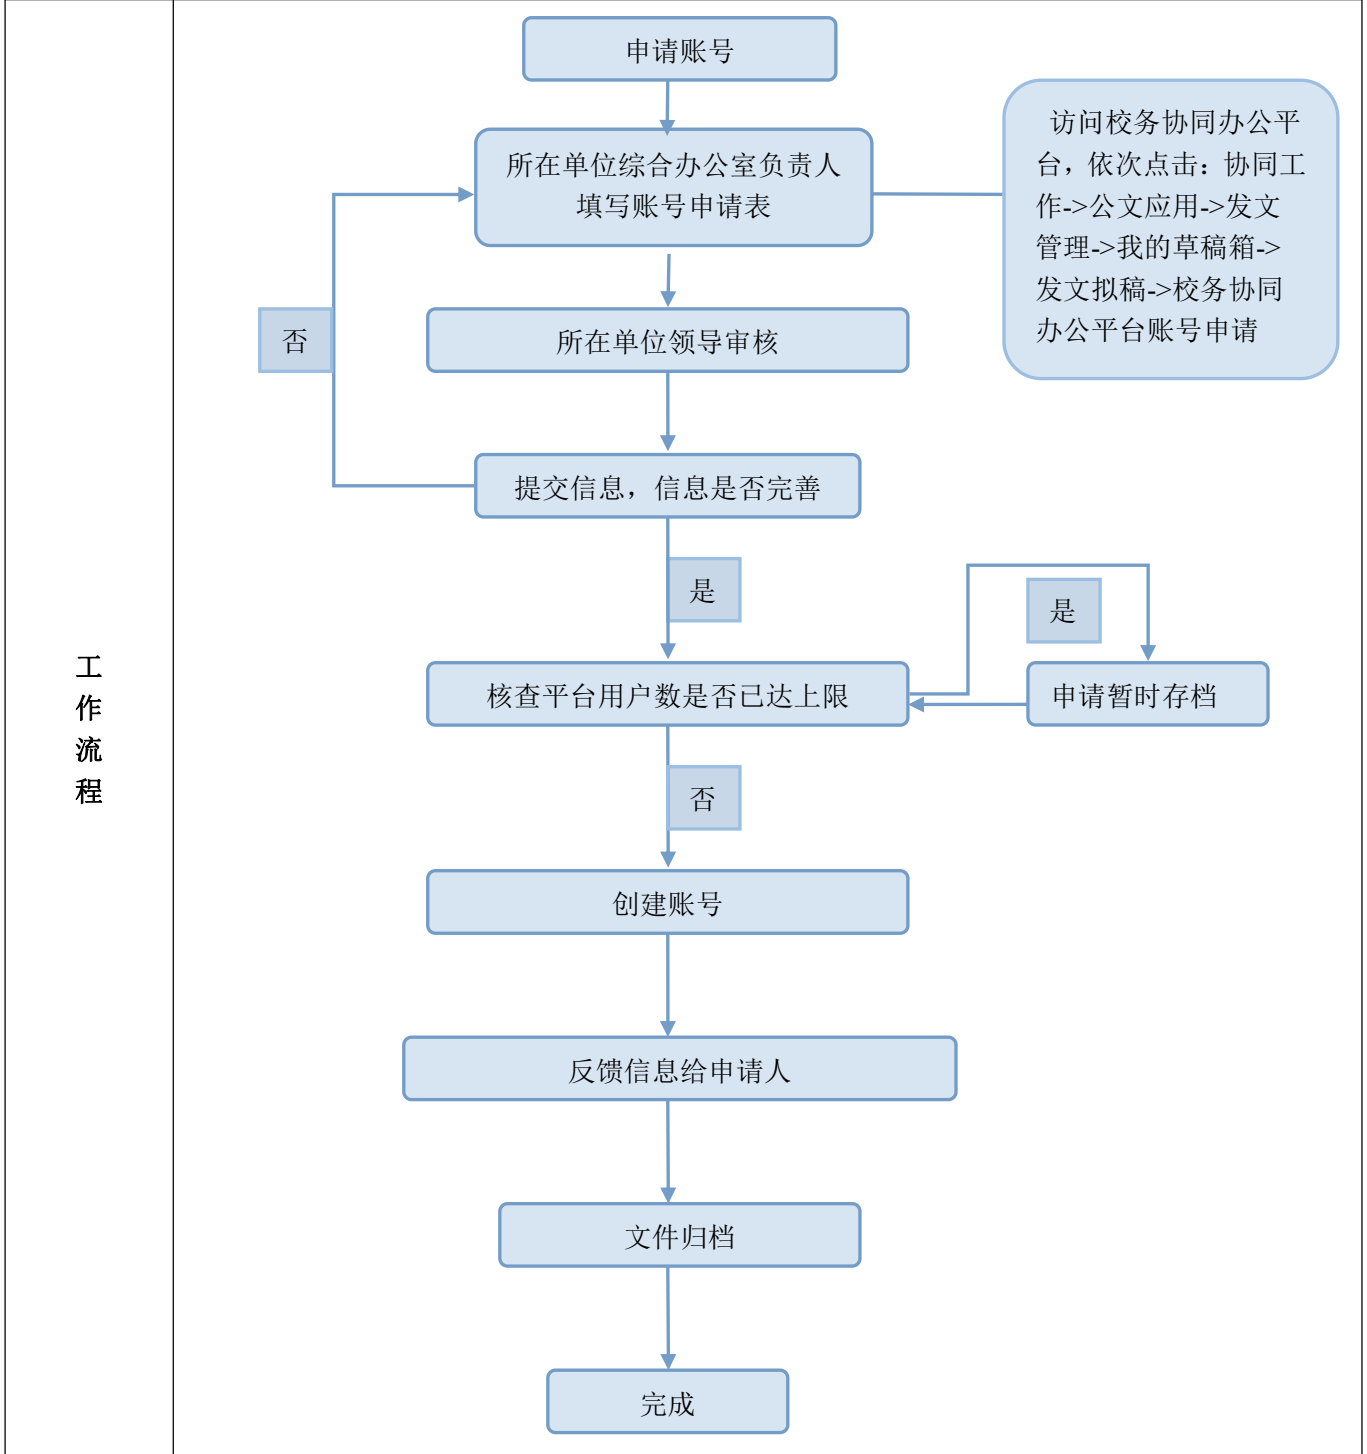 申请账号
所在单位综合办公室负责人
填写账号申请表
访问校务协同办公平
台，依次点击：协同工
作->公文应用->发文
管理->我的草稿箱->
发文拟稿->校务协同
办公平台账号申请
否
所在单位领导审核
提交信息，信息是否完善
是
是
工
作
流
程
核查平台用户数是否已达上限
申请暂时存档
否
创建账号
反馈信息给申请人
文件归档
完成